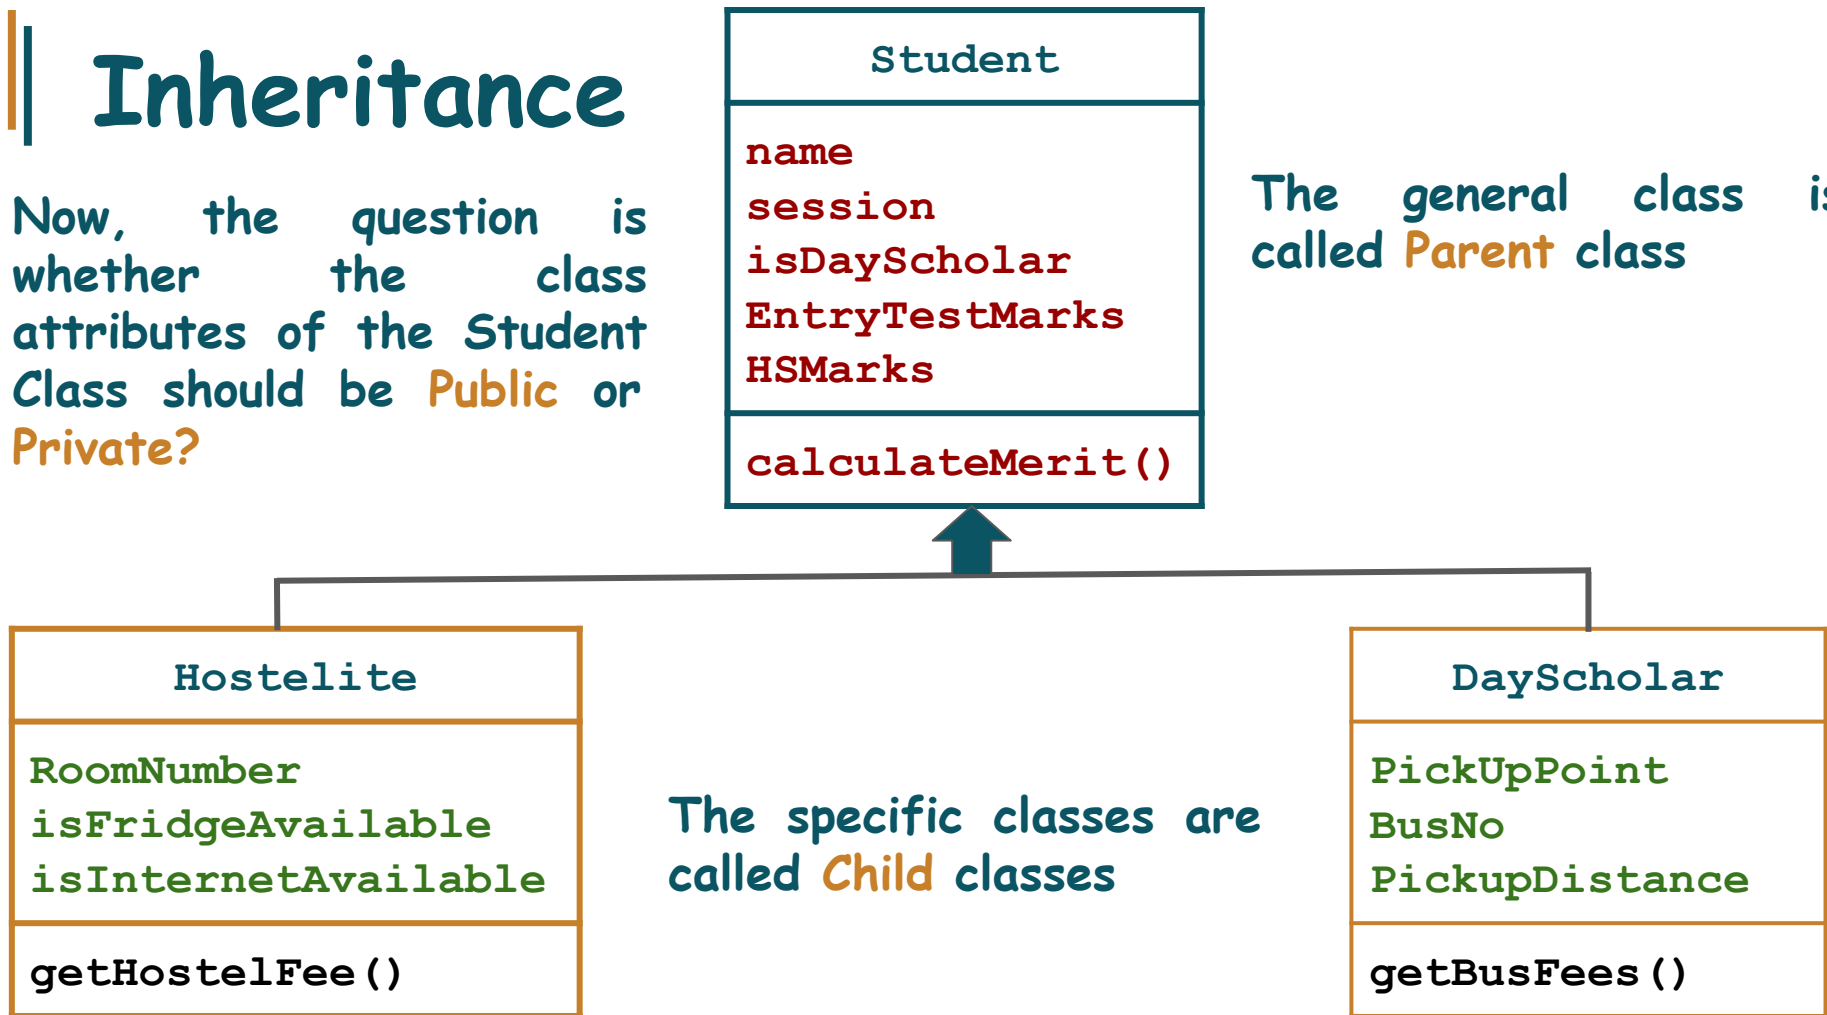 Inheritance
Now, the question is
whether the class
attributes of the Student
Class should be Public or
Private?
Student
name
session
isDayScholar
EntryTestMarks
HSMarks
calculateMerit()
The general class is
called Parent class
Hostelite
RoomNumber
isFridgeAvailable
isInternetAvailable
getHostelFee()
The specific classes are
called Child classes
DayScholar
PickUpPoint
BusNo
PickupDistance
getBusFees()